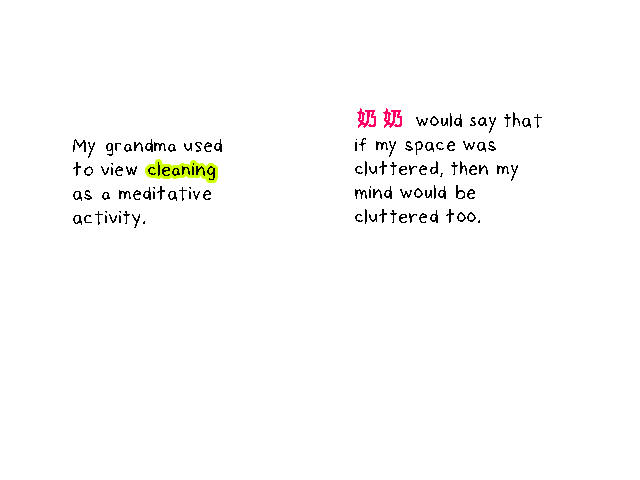 My grandma used
to view cleaning
as a meditative
activity.
奶奶 would say that
if my space was
cluttered, then my
mind would be
cluttered too.